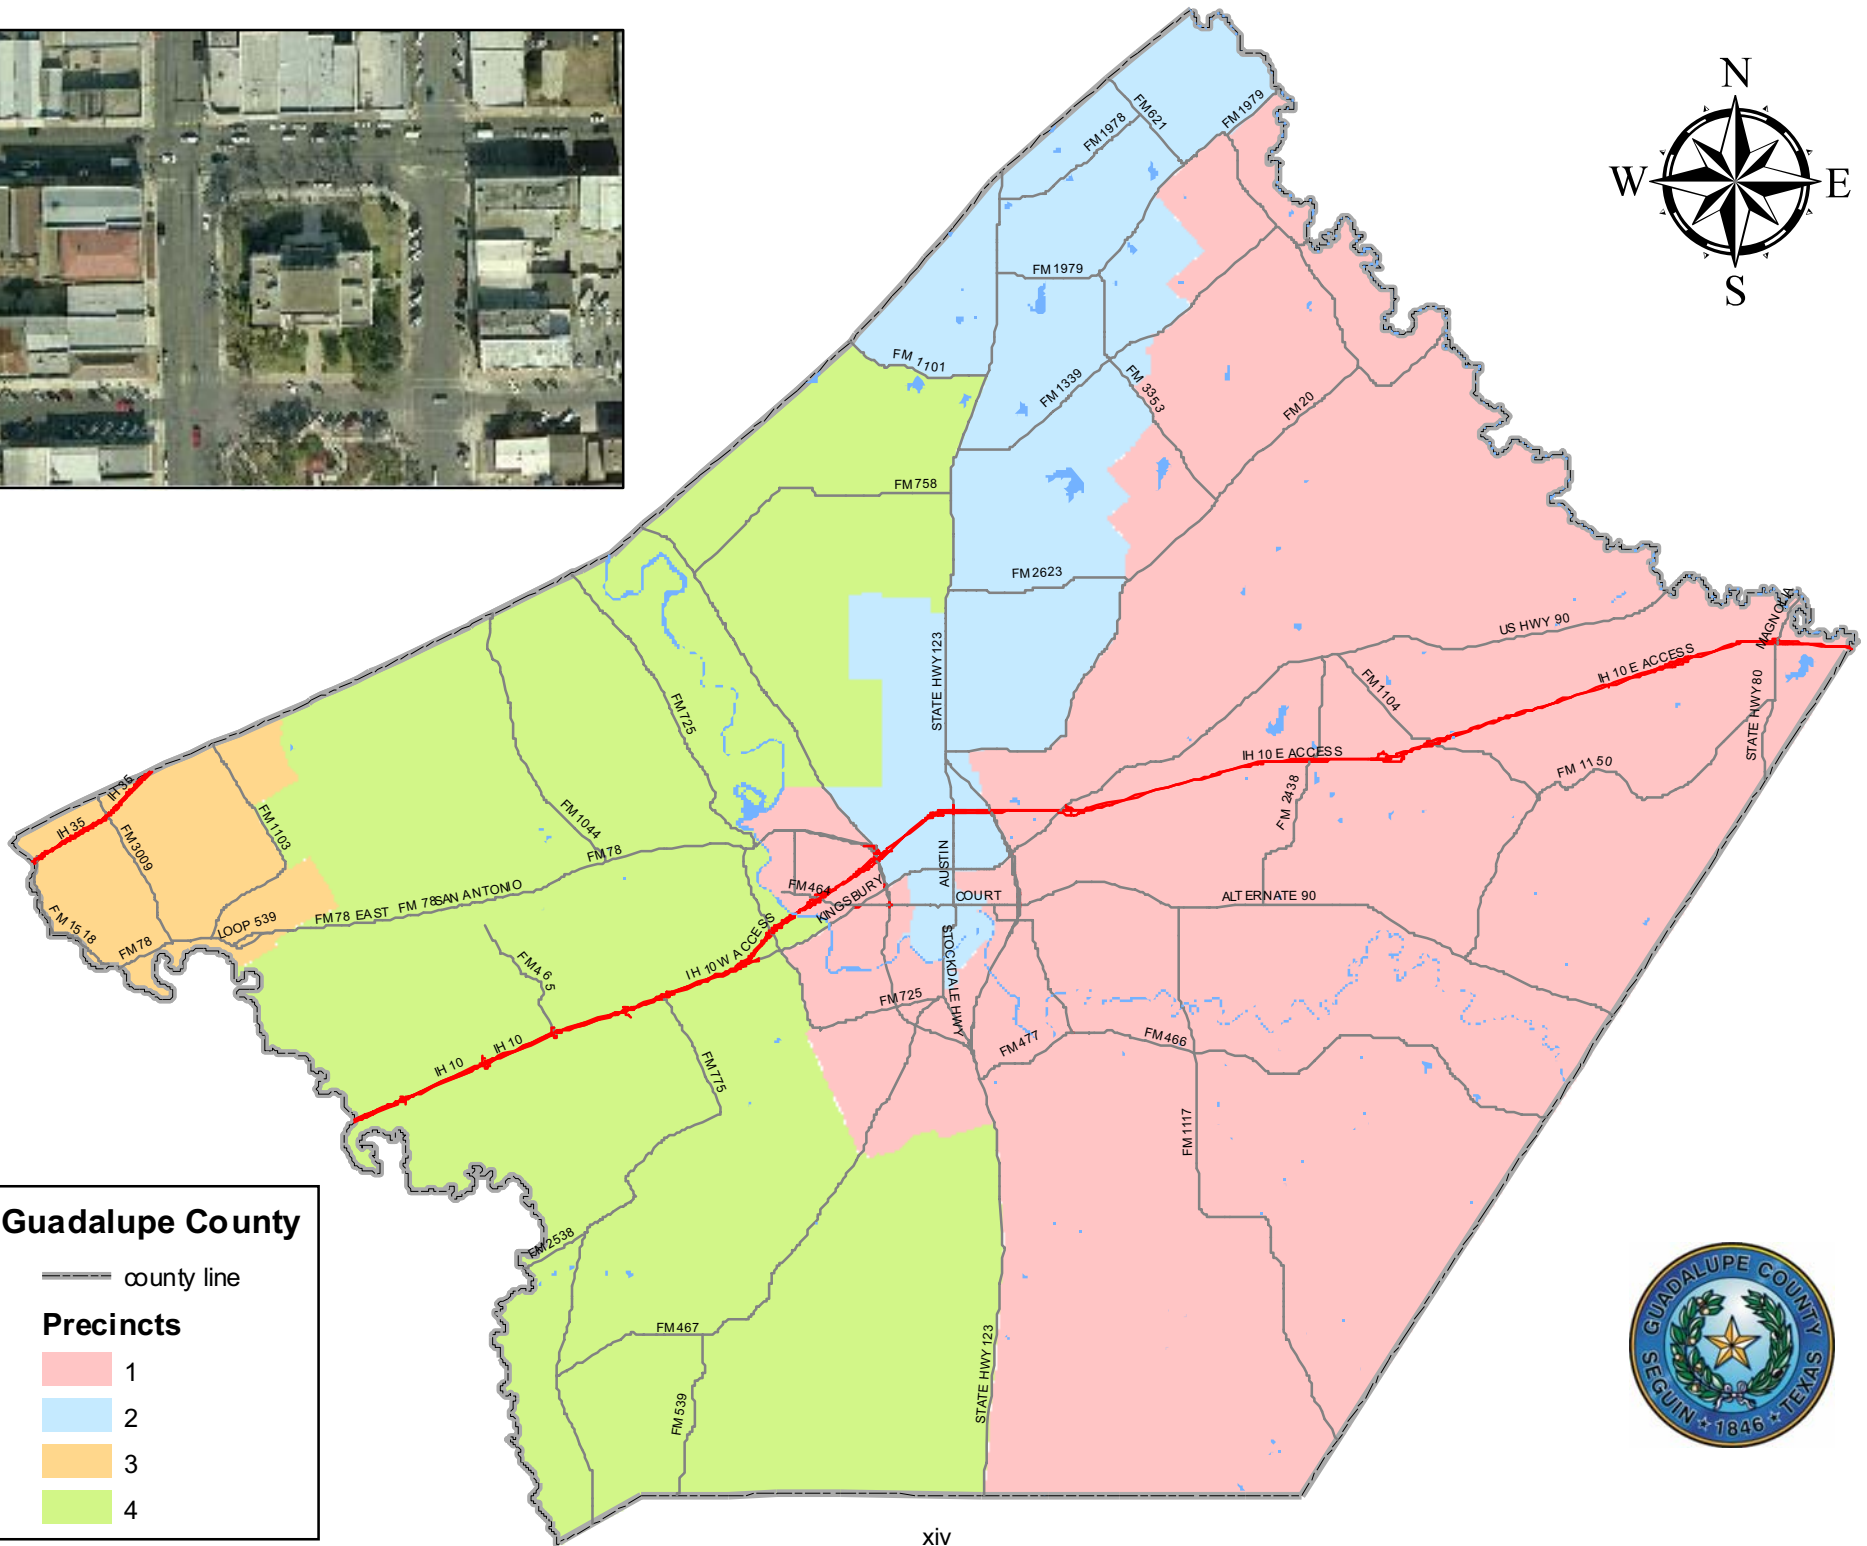 N
W
E
S
FM 621
FM 1978
FM 1979
FM 1979
FM 1101
FM 1339
FM 3353
FM 20
FM 758
FM 2623
STATE HWY 123
US HWY 90
MAGNOLIA
IH 10 E ACCESS
FM 1104
STATE HWY 80
IH 10 E ACCESS
FM 1150
FM 2438
FM 725
IH 35
IH 35
FM 3009
FM 1103
FM 1044
FM 78
AUSTIN
FM 464
KINGSBURY
COURT
ALTERNATE 90
FM 78 EAST
FM 78
SAN ANTONIO
LOOP 539
FM 1518
FM 78
FM 465
IH 10 W ACCESS
STOCKDALE HWY
FM 725
FM 477
FM 466
IH 10
IH 10
FM 775
FM 1117
FM 2538
FM 467
FM 539
STATE HWY 123
Guadalupe County
county line
Precincts
1
2
3
4
GUADALUPE COUNTY
SEGUIN ★ 1846 ★ TEXAS
xiv